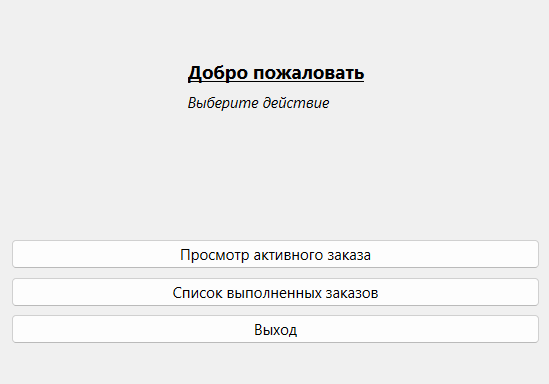 Добро пожаловать
Выберите действие
Просмотр активного заказа
Список выполненных заказов
Выход